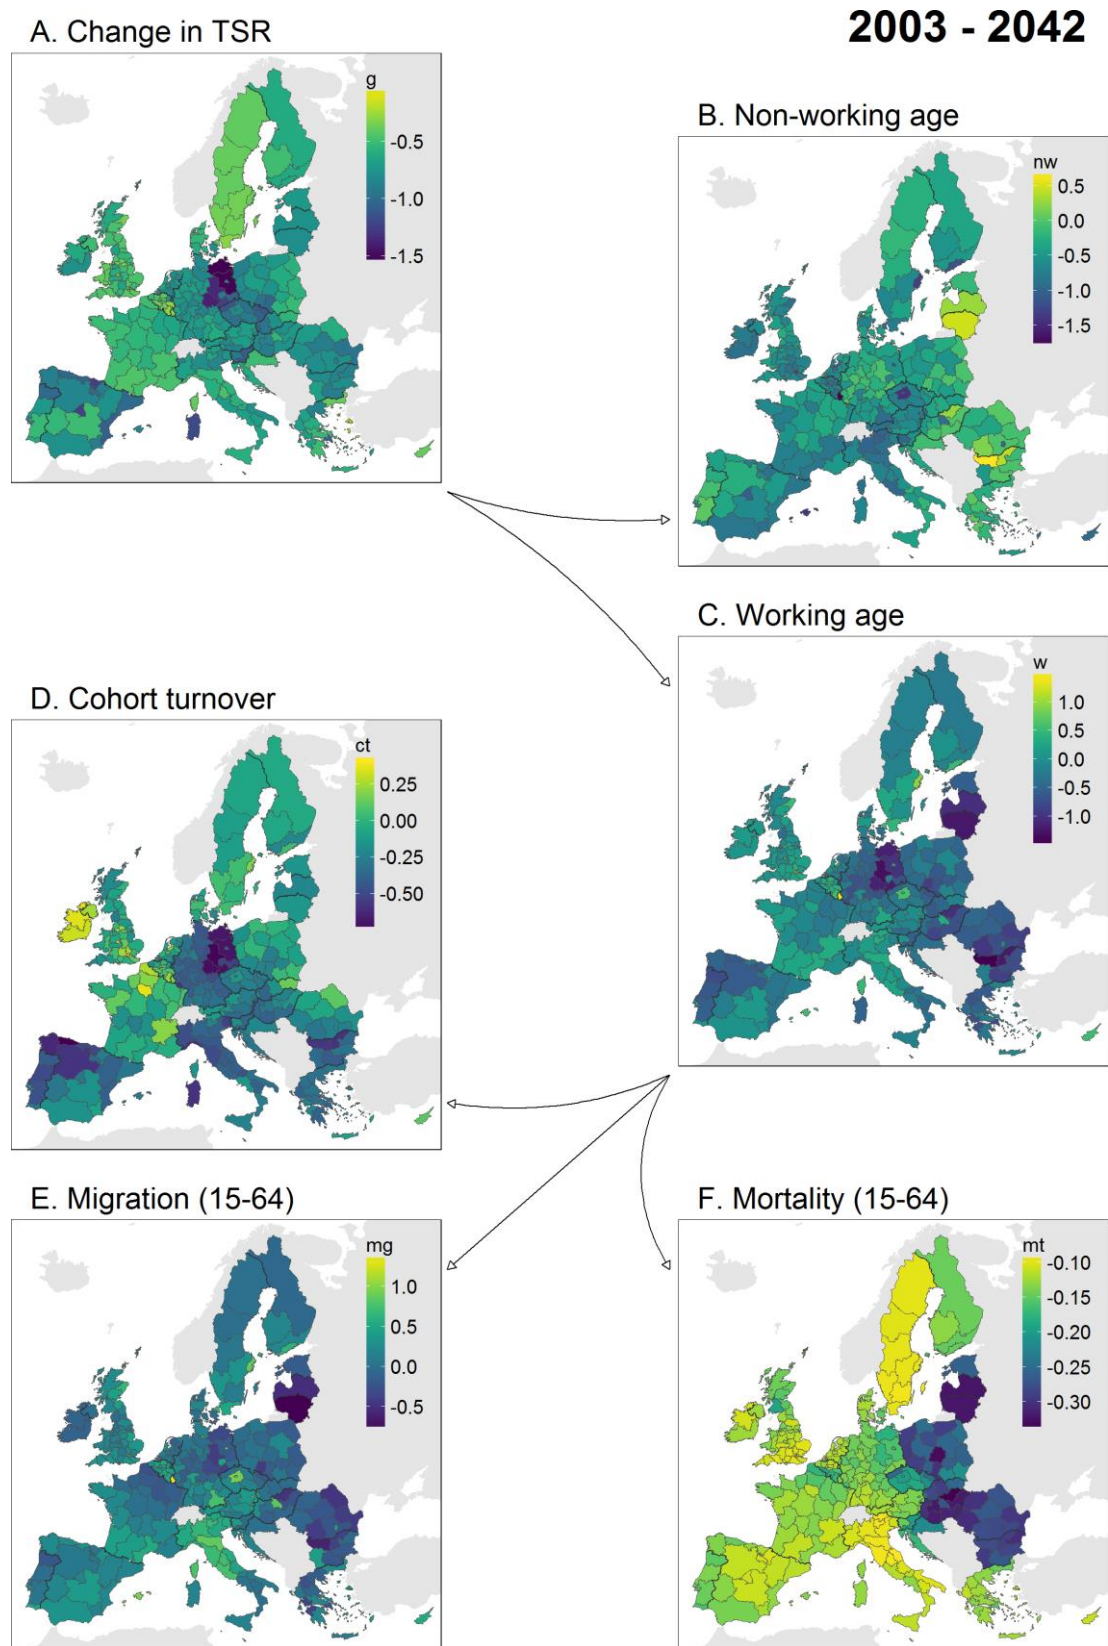 2003 - 2042
A. Change in TSR
g
-0.5
-1.0
-1.5
B. Non-working age
nw
0.5
0.0
-0.5
-1.0
-1.5
C. Working age
w
1.0
0.5
0.0
-0.5
-1.0
D. Cohort turnover
ct
0.25
0.00
-0.25
-0.50
E. Migration (15-64)
mg
1.0
0.5
0.0
-0.5
F. Mortality (15-64)
mt
-0.10
-0.15
-0.20
-0.25
-0.30